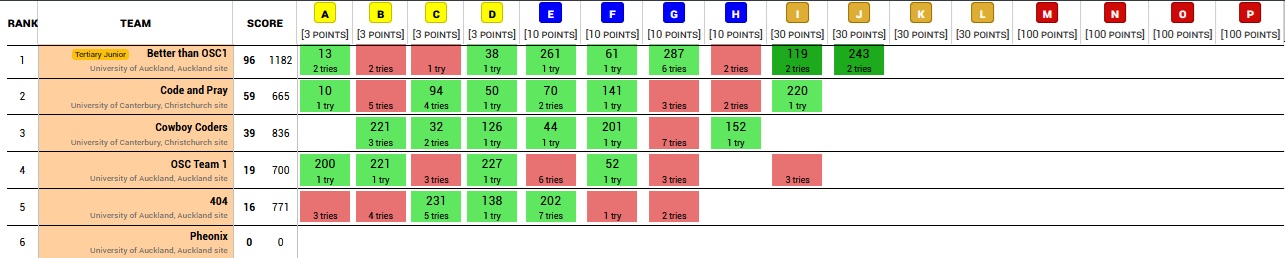 RANK TEAM SCORE A B C D E F G H I J K L M N O P
[3 POINTS] [3 POINTS] [3 POINTS] [3 POINTS] [10 POINTS] [10 POINTS] [10 POINTS] [10 POINTS] [30 POINTS] [30 POINTS] [30 POINTS] [30 POINTS] [100 POINTS] [100 POINTS] [100 POINTS] [100 POINTS]
1 Tertiary Junior Better than OSC1 96 1182 13 38 261 61 287 119 243
University of Auckland, Auckland site 2 tries 2 tries 1 try 1 try 1 try 1 try 6 tries 2 tries 2 tries 2 tries
2 Code and Pray 59 665 10 94 50 70 141 220
University of Canterbury, Christchurch site 1 try 5 tries 4 tries 1 try 2 tries 1 try 3 tries 2 tries 1 try
3 Cowboy Coders 39 836 221 32 126 44 201 152
University of Canterbury, Christchurch site 3 tries 2 tries 1 try 1 try 1 try 7 tries 1 try
4 OSC Team 1 19 700 200 221 227 52
University of Auckland, Auckland site 1 try 1 try 3 tries 1 try 6 tries 1 try 3 tries 3 tries
5 404 16 771 231 138 202
University of Auckland, Auckland site 3 tries 4 tries 5 tries 1 try 7 tries 1 try 2 tries
6 Pheonix 0 0
University of Auckland, Auckland site